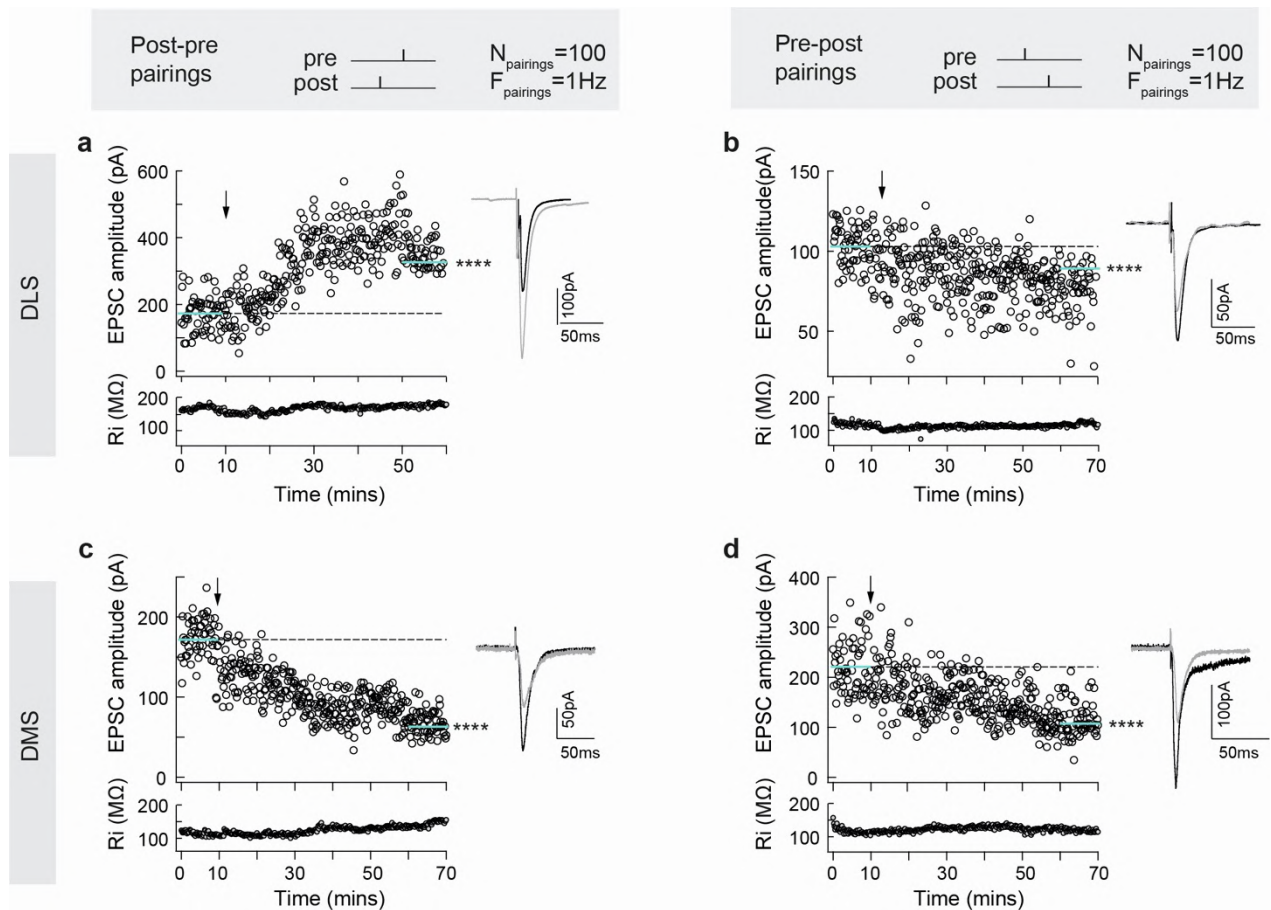 Post-pre
pairings
pre
post
Npairings=100
Fpairings=1Hz
Pre-post
pairings
pre
post
Npairings=100
Fpairings=1Hz
DLS
a
EPSC amplitude (pA)
600
400
200
0
****
100pA
50ms
Ri (MΩ)
200
100
0 10 30 50
Time (mins)
b
EPSC amplitude(pA)
150
100
50
****
50pA
50ms
Ri (MΩ)
200
100
0 10 30 50 70
Time (mins)
DMS
c
EPSC amplitude (pA)
200
100
0
****
50pA
50ms
Ri (MΩ)
200
100
0 10 30 50 70
Time (mins)
d
EPSC amplitude (pA)
400
300
200
100
0
****
100pA
50ms
Ri (MΩ)
200
100
0 10 30 50 70
Time (mins)